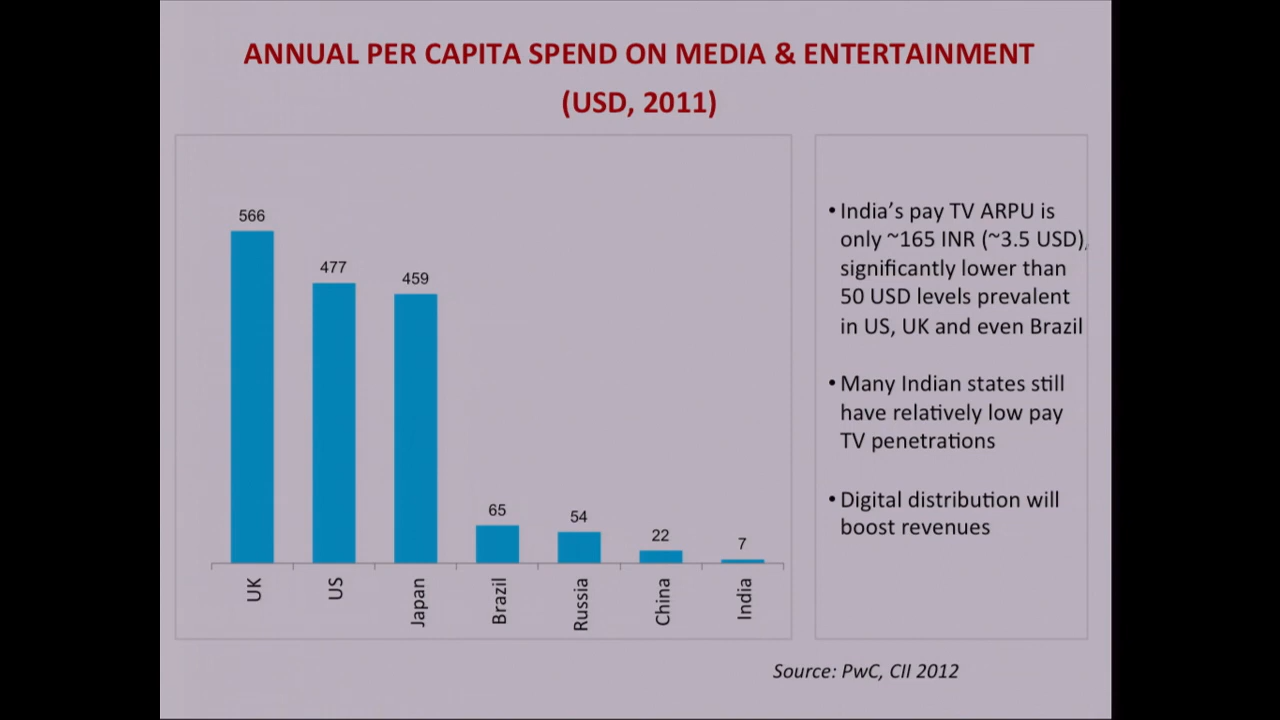 ANNUAL PER CAPITA SPEND ON MEDIA & ENTERTAINMENT
(USD, 2011)
566
477
459
65
54
22
7
UK
US
Japan
Brazil
Russia
China
India
• India's pay TV ARPU is
only ~165 INR (~3.5 USD),
significantly lower than
50 USD levels prevalent
in US, UK and even Brazil
• Many Indian states still
have relatively low pay
TV penetrations
• Digital distribution will
boost revenues
Source: PwC, CII 2012